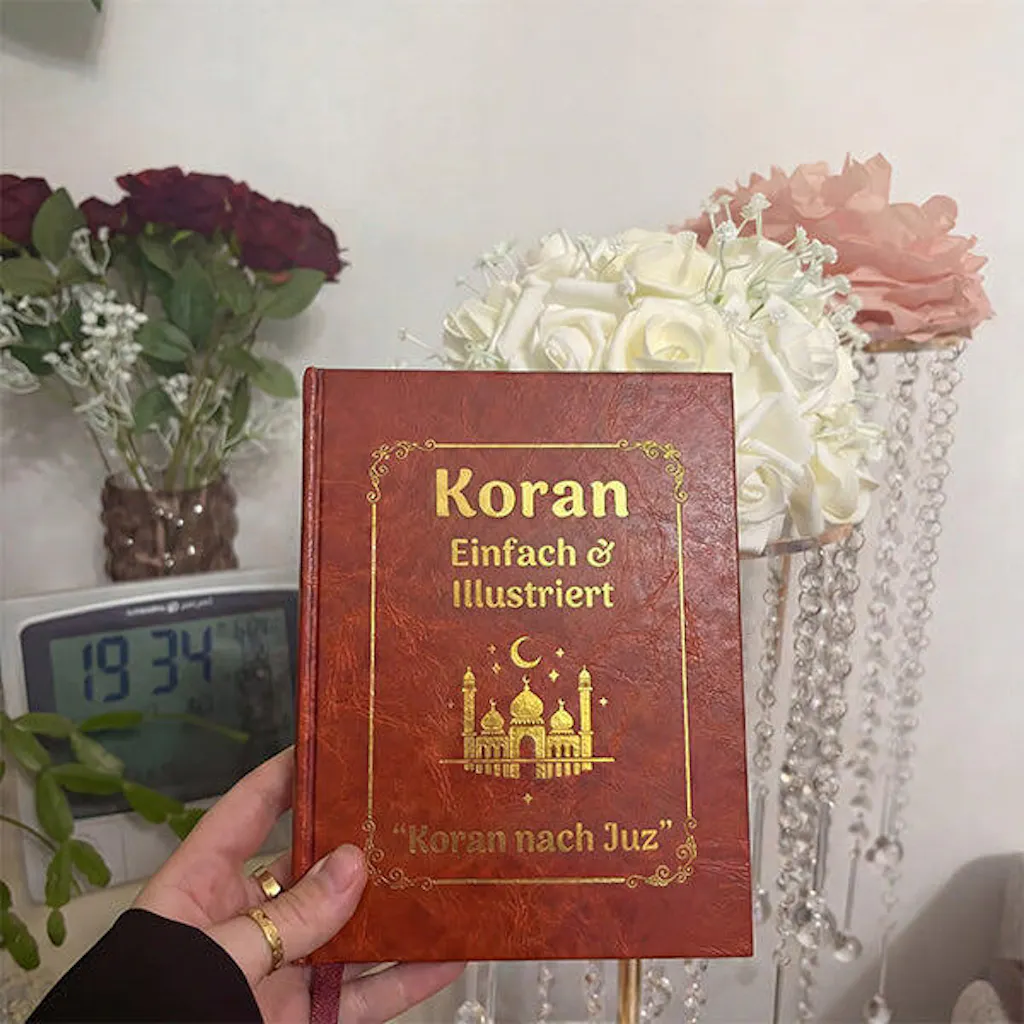 Koran
Einfach &
Illustriert
"Koran nach Juz"
19 34